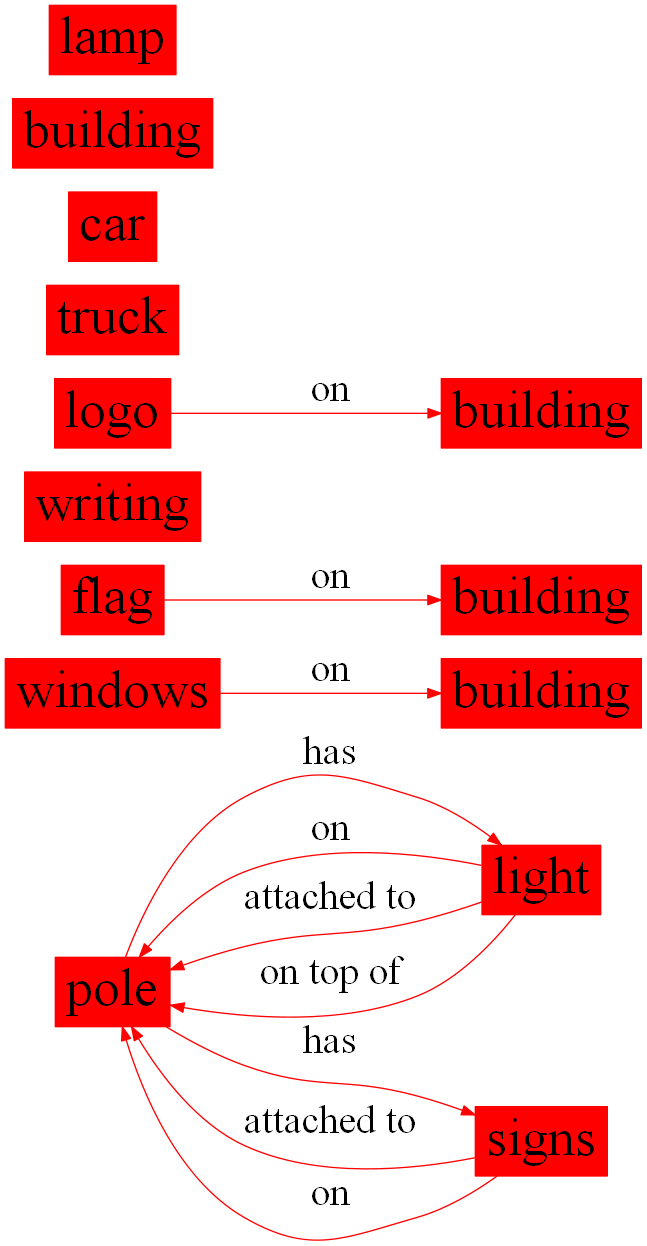 lamp
building
car
truck
logo on building
writing
flag on building
windows on building
has
on
light
attached to
on top of
pole
has
attached to
signs
on